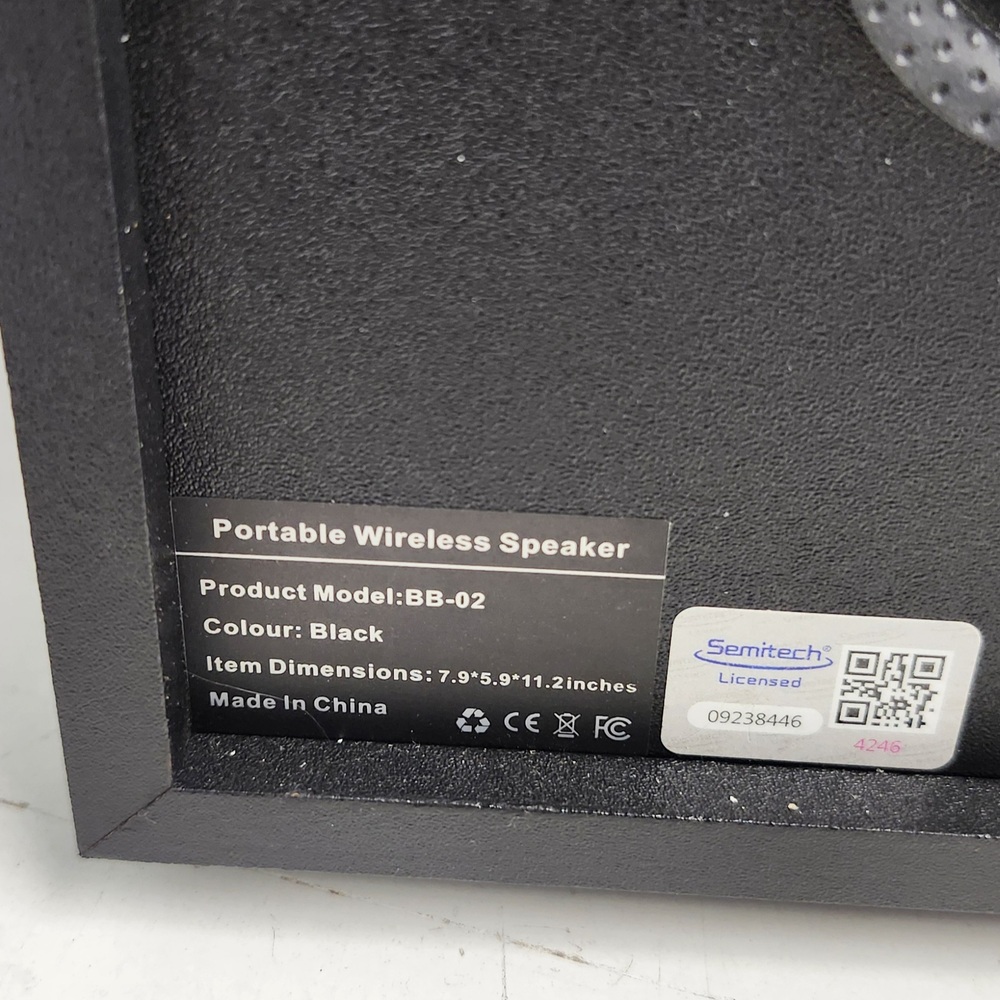 Portable Wireless Speaker
Product Model:BB-02
Colour: Black
Item Dimensions: 7.9*5.9*11.2inches
Made In China
CE FC
Semitech®
Licensed
09238446
4246